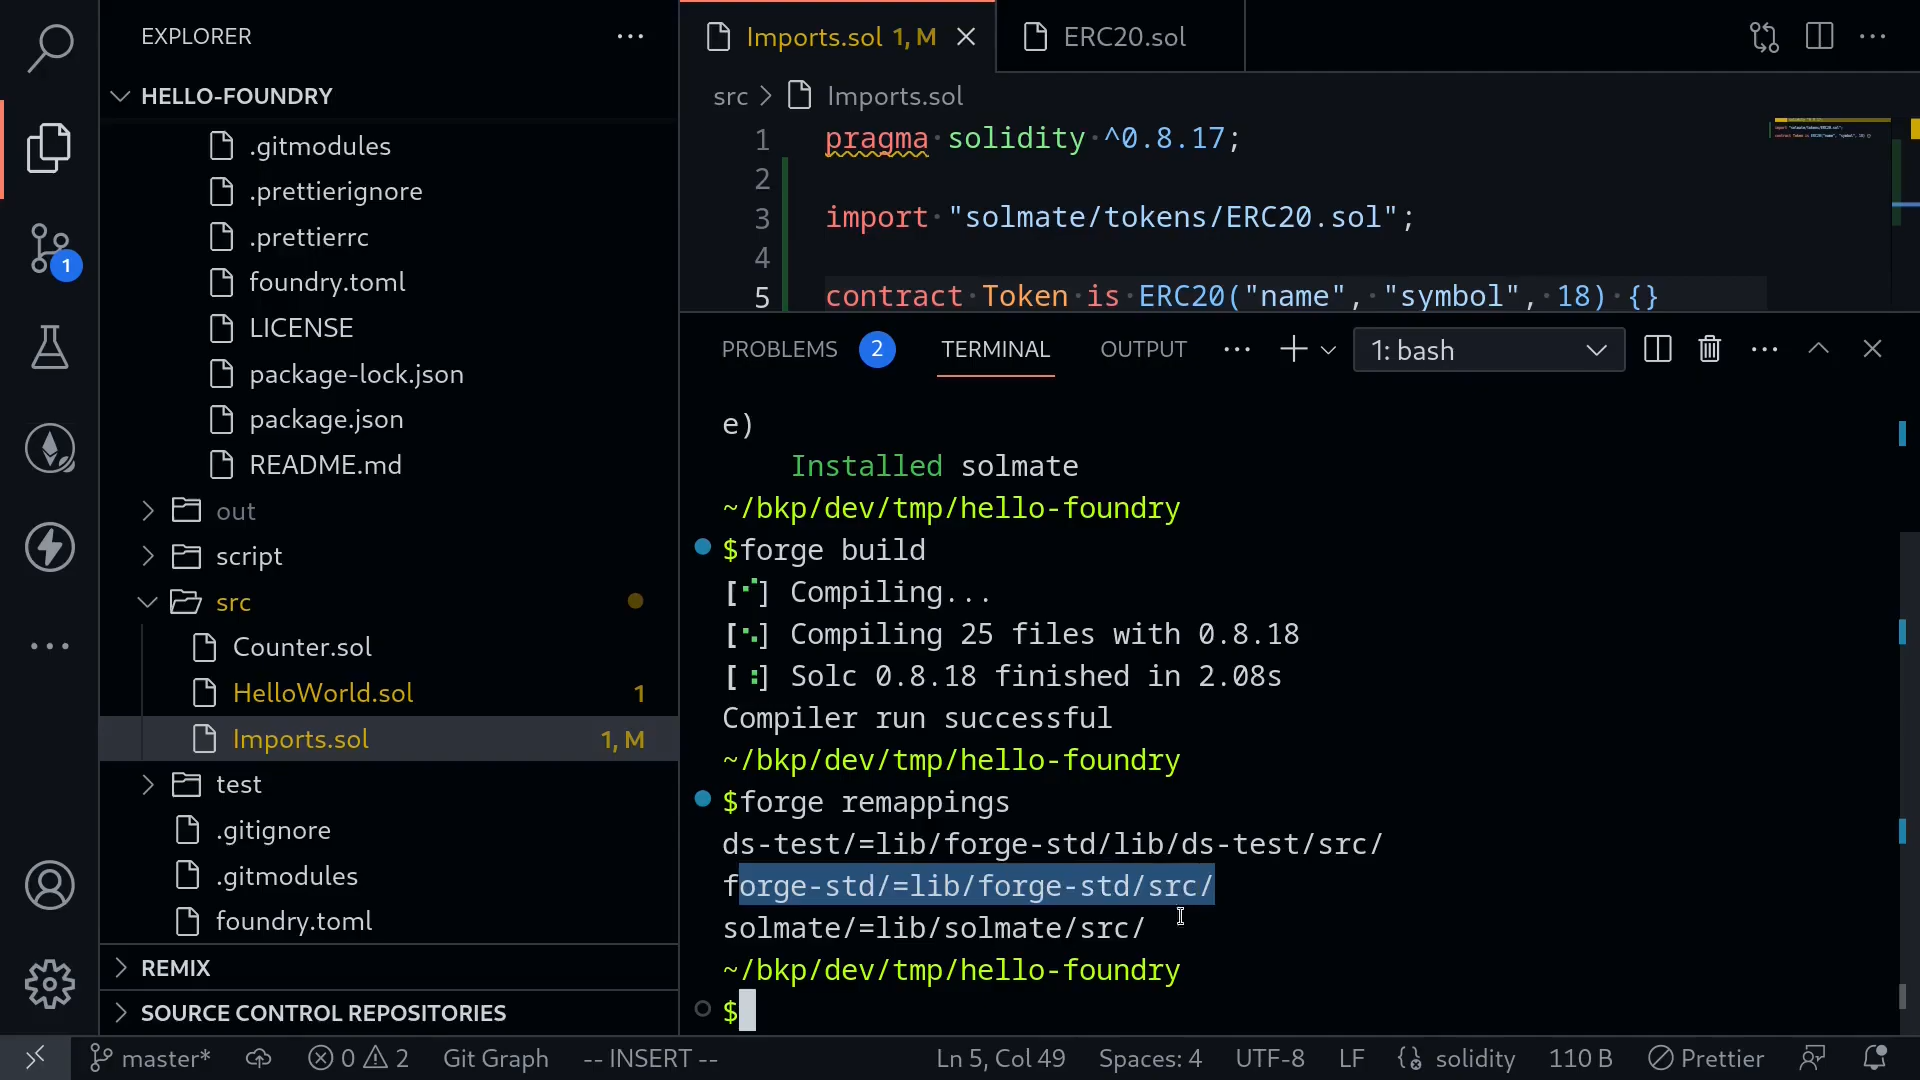 EXPLORER
HELLO-FOUNDRY
.gitmodules
.prettierignore
.prettierrc
foundry.toml
LICENSE
package-lock.json
package.json
README.md
out
script
src
Counter.sol
HelloWorld.sol 1
Imports.sol 1, M
test
.gitignore
.gitmodules
foundry.toml
REMIX
SOURCE CONTROL REPOSITORIES
1
Imports.sol 1, M
ERC20.sol
src > Imports.sol
1 pragma solidity ^0.8.17;
2
3 import "solmate/tokens/ERC20.sol";
4
5 contract Token is ERC20("name", "symbol", 18) {}
PROBLEMS 2 TERMINAL OUTPUT 1: bash
e)
Installed solmate
~/bkp/dev/tmp/hello-foundry
$forge build
[⠊] Compiling...
[⠢] Compiling 25 files with 0.8.18
[⠸] Solc 0.8.18 finished in 2.08s
Compiler run successful
~/bkp/dev/tmp/hello-foundry
$forge remappings
ds-test/=lib/forge-std/lib/ds-test/src/
forge-std/=lib/forge-std/src/
solmate/=lib/solmate/src/
~/bkp/dev/tmp/hello-foundry
$
master* 0 2 Git Graph -- INSERT -- Ln 5, Col 49 Spaces: 4 UTF-8 LF solidity 110 B Prettier